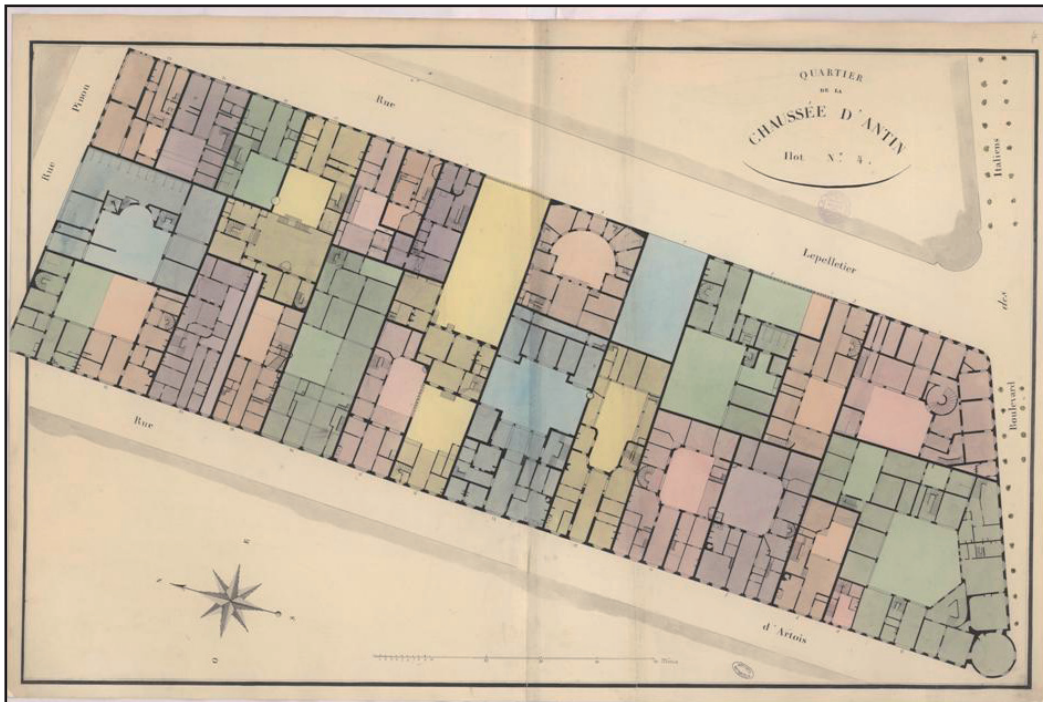 QUARTIER
DE LA
CHAUSSÉE D'ANTIN
Ilot N.º 4.
Rue Pinon
Rue Lepelletier
Boulevard des Italiens
Rue d'Artois
N
O